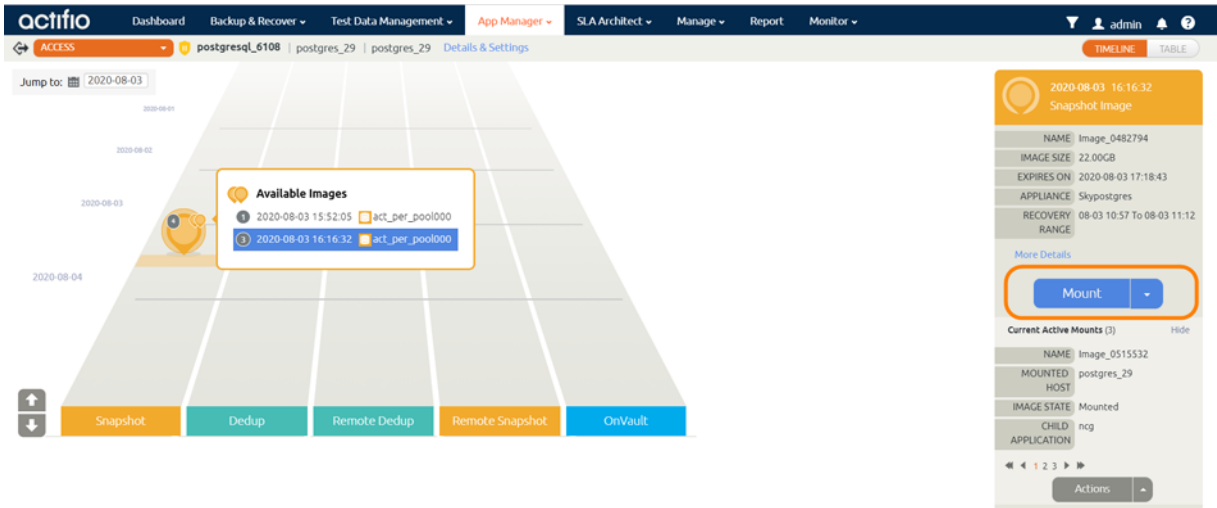 actifio Dashboard Backup & Recover Test Data Management App Manager SLA Architect Manage Report Monitor admin
ACCESS postgresql_6108 | postgres_29 | postgres_29 Details & Settings TIMELINE TABLE
Jump to: 2020-08-03
2020-08-01
2020-08-02
2020-08-03
2020-08-04
4
Available Images
1 2020-08-03 15:52:05 act_per_pool000
3 2020-08-03 16:16:32 act_per_pool000
Snapshot Dedup Remote Dedup Remote Snapshot OnVault
2020-08-03 16:16:32
Snapshot Image
NAME Image_0482794
IMAGE SIZE 22.00GB
EXPIRES ON 2020-08-03 17:18:43
APPLIANCE Skypostgres
RECOVERY RANGE 08-03 10:57 To 08-03 11:12
More Details
Mount
Current Active Mounts (3) Hide
NAME Image_0515532
MOUNTED HOST postgres_29
IMAGE STATE Mounted
CHILD APPLICATION ncg
1 2 3
Actions